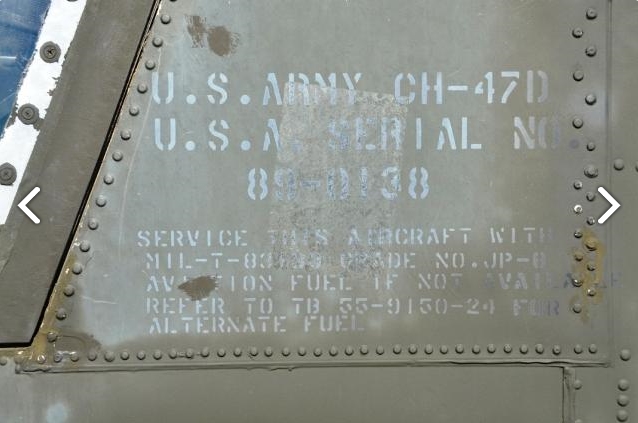 U.S. ARMY CH-47D
U.S.A. SERIAL NO.
89-0138
SERVICE THIS AIRCRAFT WITH
MIL-T-83133 GRADE NO. JP-8
AVIATION FUEL IF NOT AVAILABLE
REFER TO TB 55-9150-24 FOR
ALTERNATE FUEL